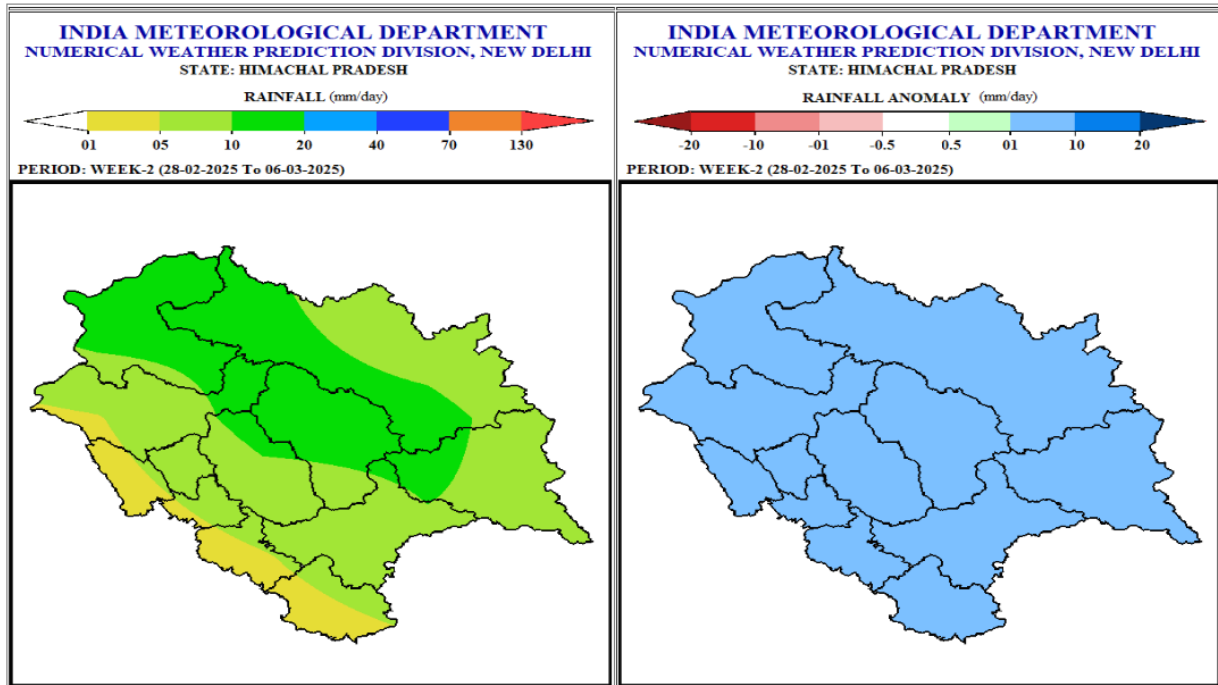 INDIA METEOROLOGICAL DEPARTMENT
NUMERICAL WEATHER PREDICTION DIVISION, NEW DELHI
STATE: HIMACHAL PRADESH
RAINFALL (mm/day)
01 05 10 20 40 70 130
PERIOD: WEEK-2 (28-02-2025 To 06-03-2025)
INDIA METEOROLOGICAL DEPARTMENT
NUMERICAL WEATHER PREDICTION DIVISION, NEW DELHI
STATE: HIMACHAL PRADESH
RAINFALL ANOMALY (mm/day)
-20 -10 -01 -0.5 0.5 01 10 20
PERIOD: WEEK-2 (28-02-2025 To 06-03-2025)